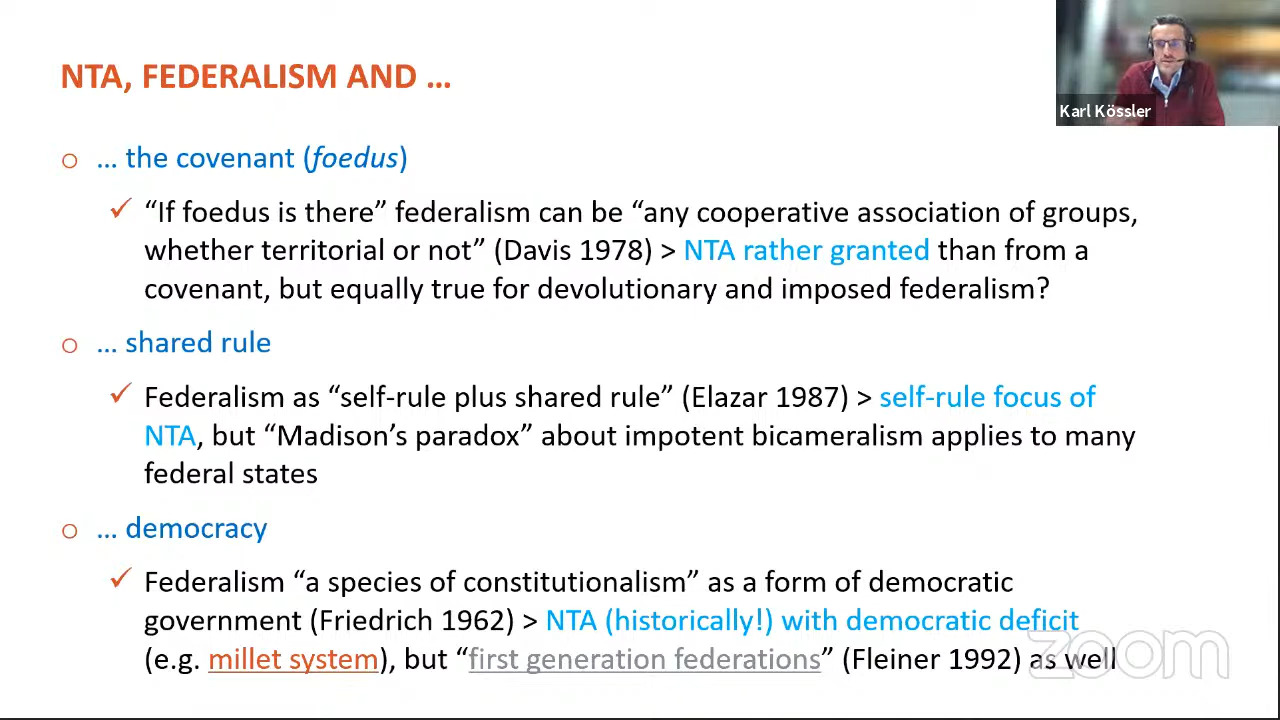 NTA, FEDERALISM AND …
Karl Kössler
o … the covenant (foedus)
✓ “If foedus is there” federalism can be “any cooperative association of groups,
whether territorial or not” (Davis 1978) > NTA rather granted than from a
covenant, but equally true for devolutionary and imposed federalism?
o … shared rule
✓ Federalism as “self-rule plus shared rule” (Elazar 1987) > self-rule focus of
NTA, but “Madison’s paradox” about impotent bicameralism applies to many
federal states
o … democracy
✓ Federalism “a species of constitutionalism” as a form of democratic
government (Friedrich 1962) > NTA (historically!) with democratic deficit
(e.g. millet system), but “first generation federations” (Fleiner 1992) as well
zoom